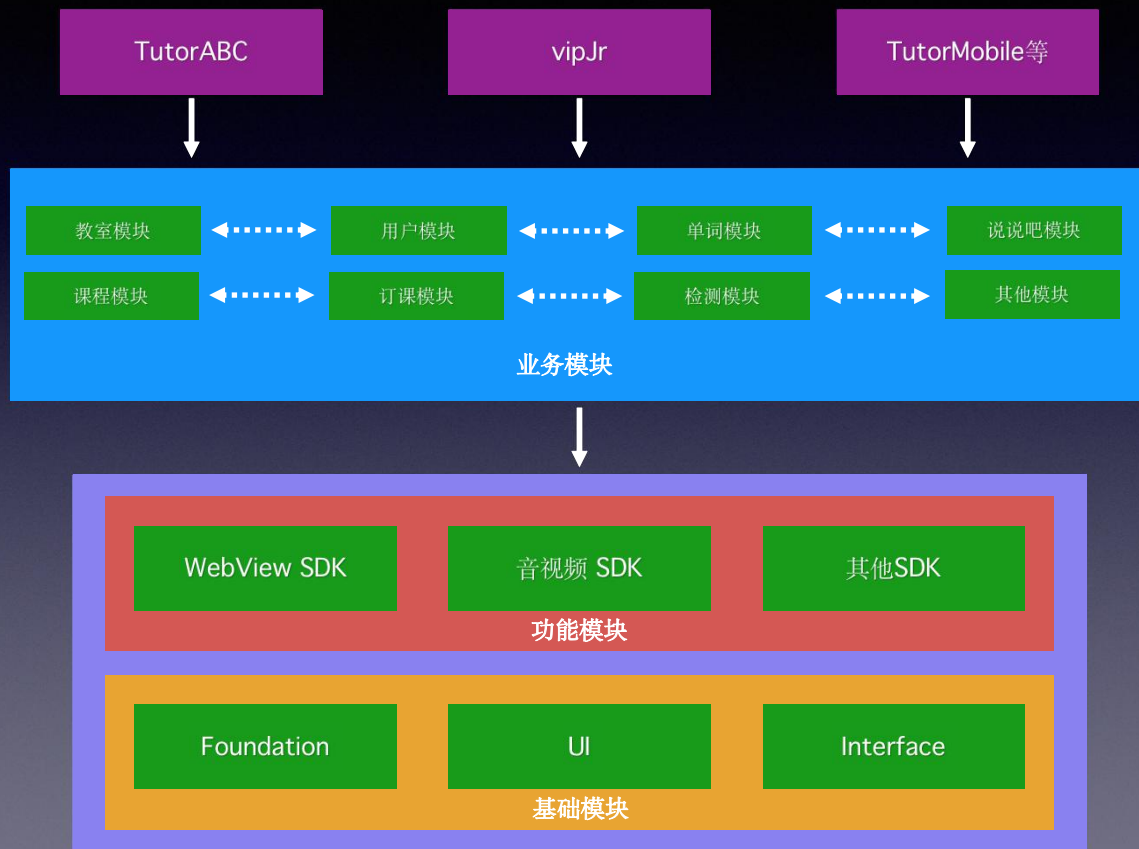 TutorABC
vipJr
TutorMobile等
教室模块
用户模块
单词模块
说说吧模块
课程模块
订课模块
检测模块
其他模块
业务模块
WebView SDK
音视频 SDK
其他SDK
功能模块
Foundation
UI
Interface
基础模块